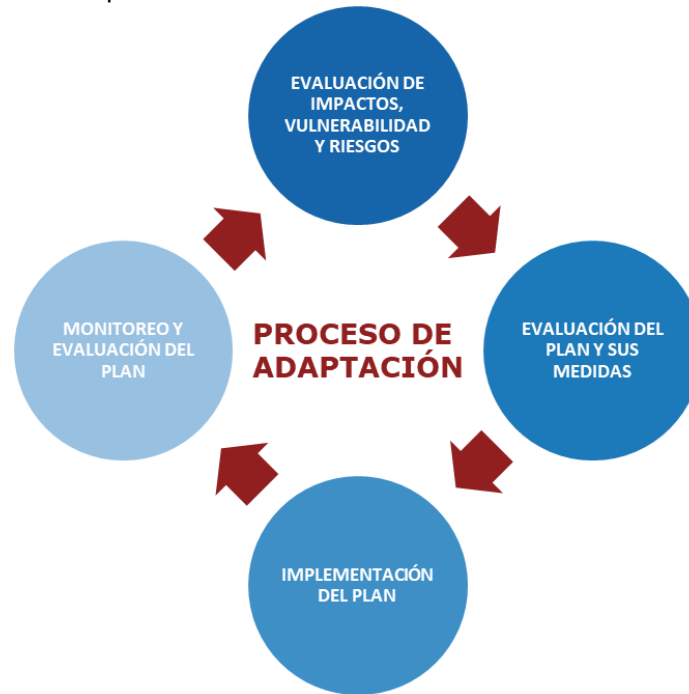 EVALUACIÓN DE
IMPACTOS,
VULNERABILIDAD
Y RIESGOS
MONITOREO Y
EVALUACIÓN DEL
PLAN
PROCESO DE
ADAPTACIÓN
EVALUACIÓN DEL
PLAN Y SUS
MEDIDAS
IMPLEMENTACIÓN
DEL PLAN